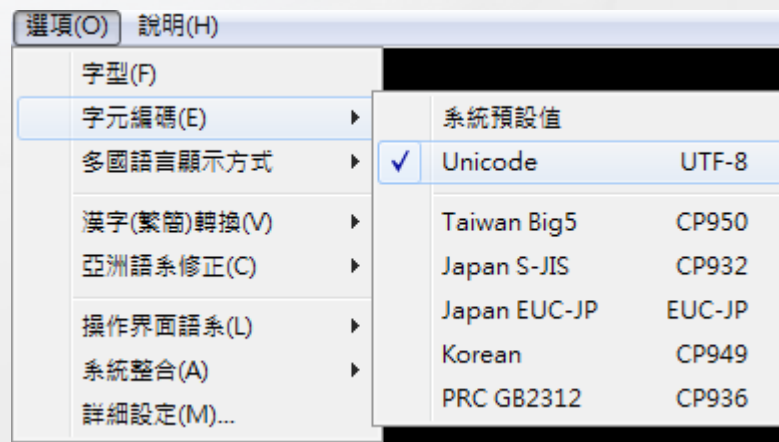 選項(O) 說明(H)
字型(F)
字元編碼(E)
多國語言顯示方式
漢字(繁簡)轉換(V)
亞洲語系修正(C)
操作界面語系(L)
系統整合(A)
詳細設定(M)...
系統預設值
Unicode UTF-8
Taiwan Big5 CP950
Japan S-JIS CP932
Japan EUC-JP EUC-JP
Korean CP949
PRC GB2312 CP936